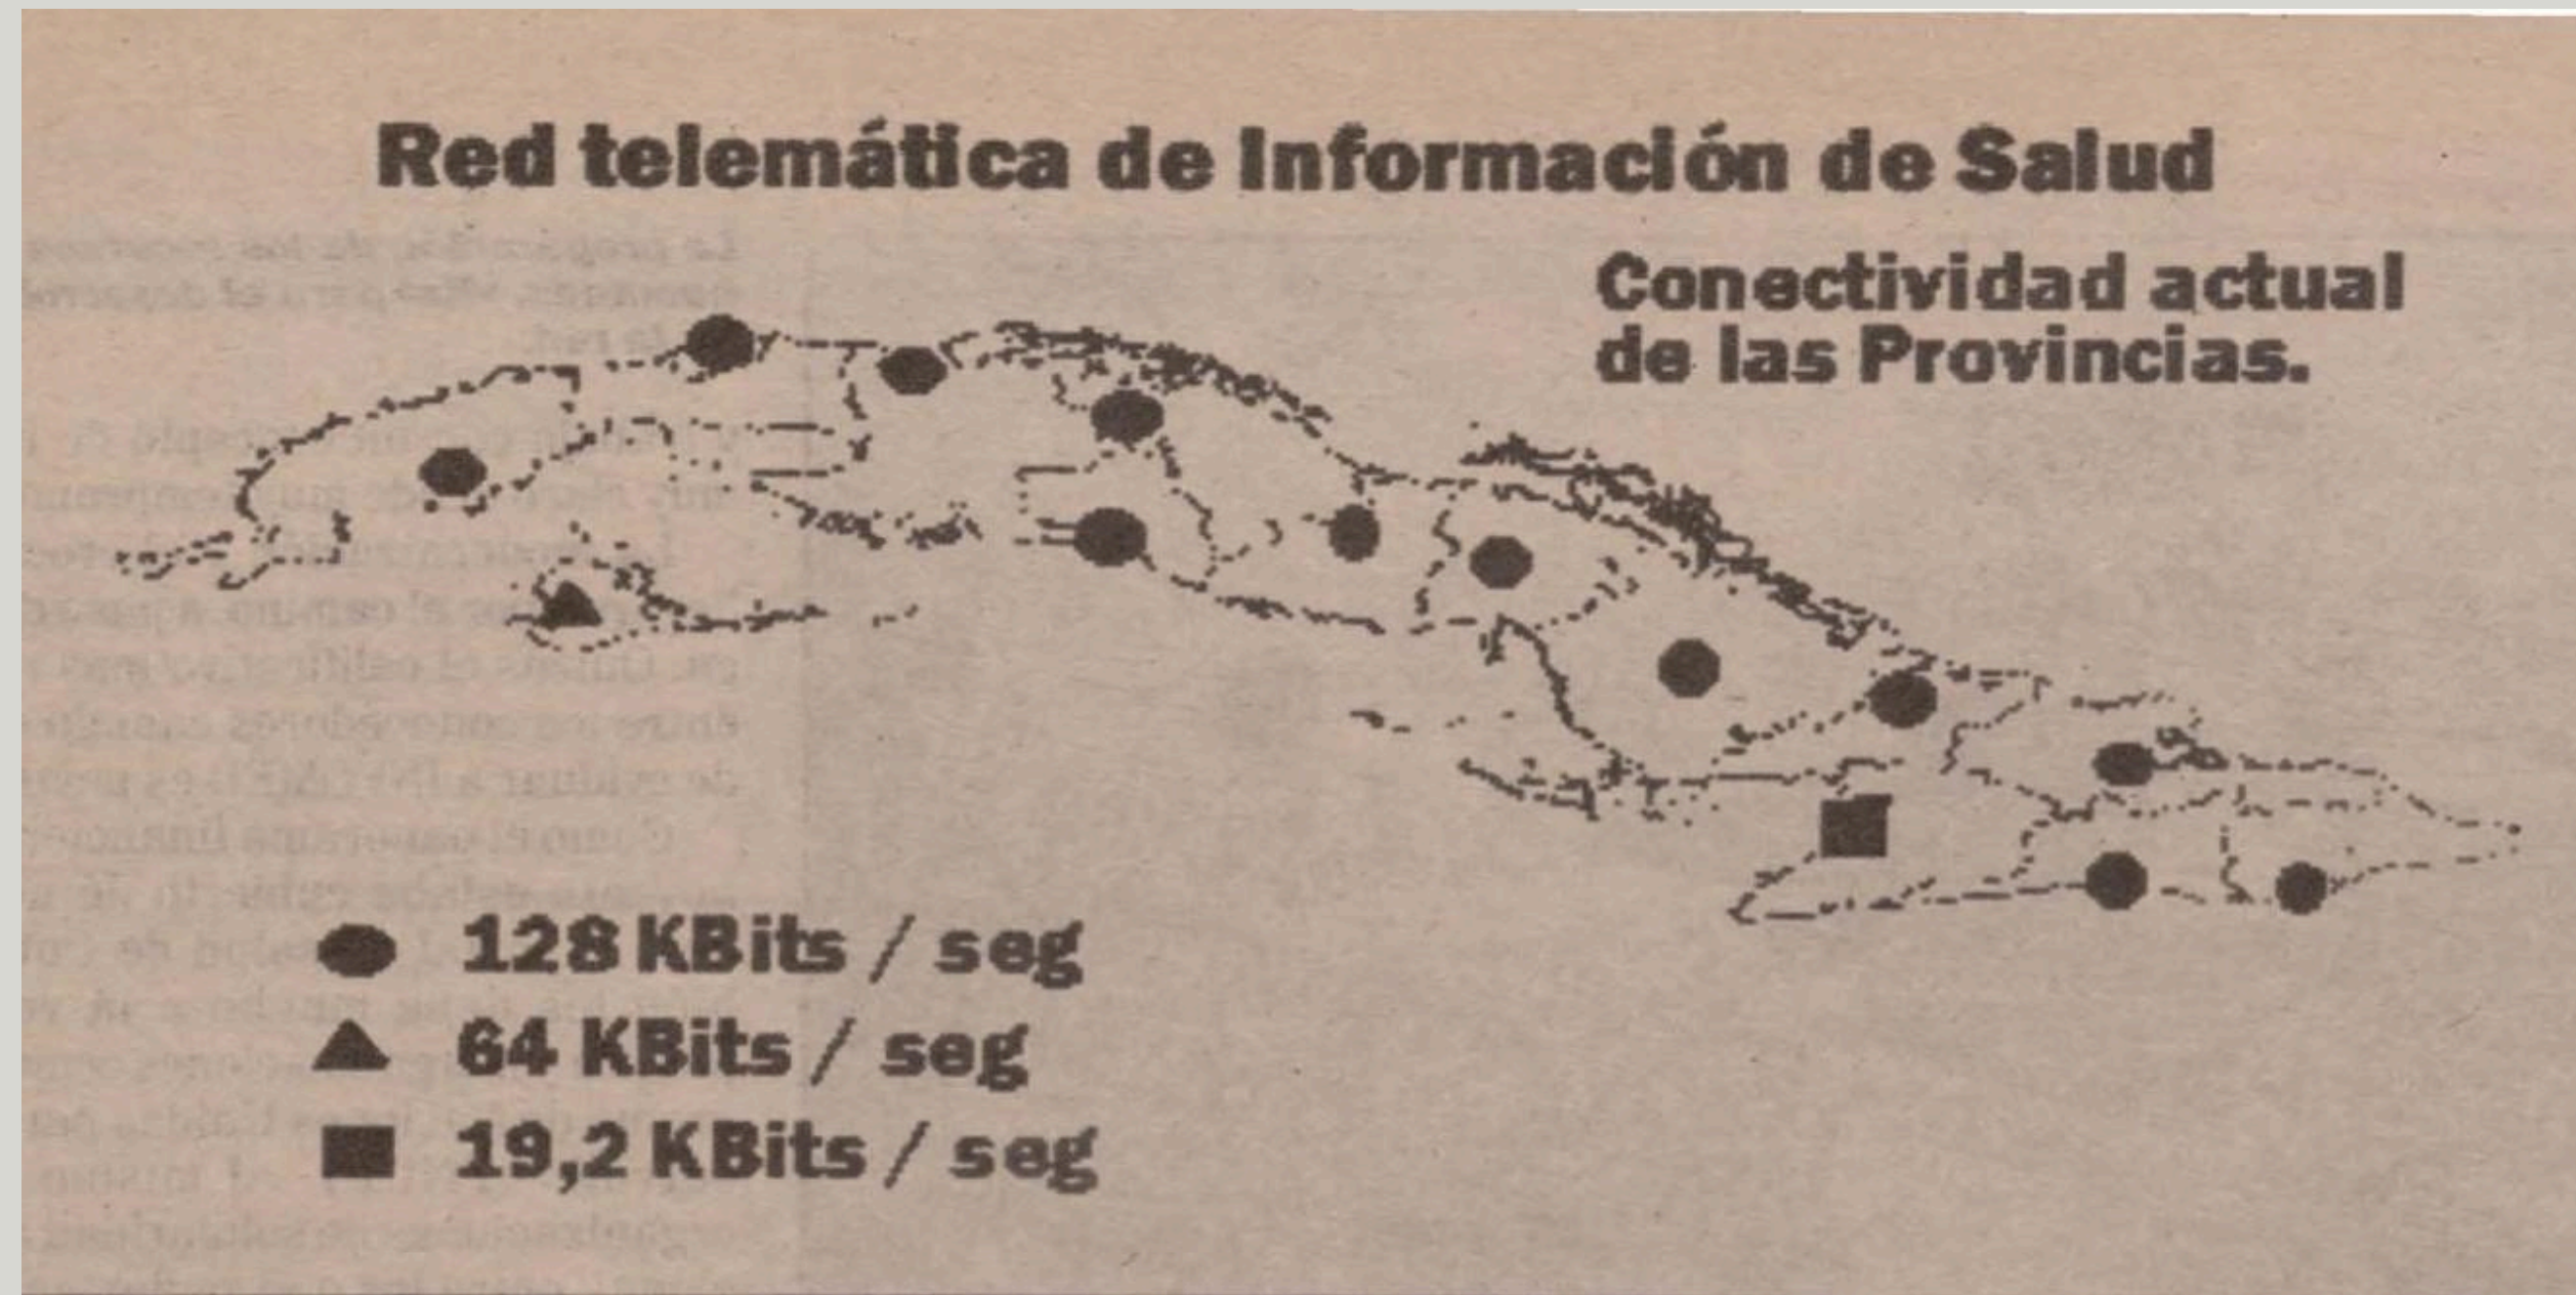 Red telemática de Información de Salud
Conectividad actual
de las Provincias.
128 KBits / seg
64 KBits / seg
19,2 KBits / seg